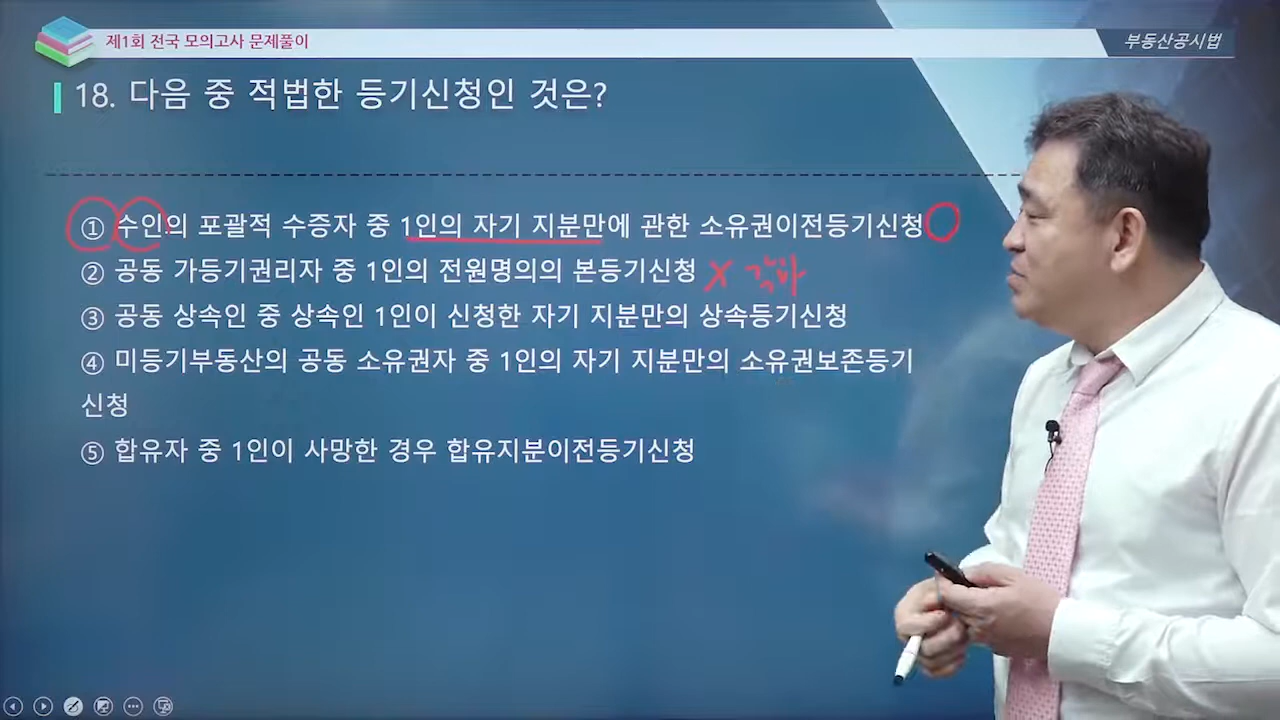 제1회 전국 모의고사 문제풀이
부동산공시법
18. 다음 중 적법한 등기신청인 것은?
① 수인의 포괄적 수증자 중 1인의 자기 지분만에 관한 소유권이전등기신청
② 공동 가등기권리자 중 1인의 전원명의의 본등기신청 X 각하
③ 공동 상속인 중 상속인 1인이 신청한 자기 지분만의 상속등기신청
④ 미등기부동산의 공동 소유권자 중 1인의 자기 지분만의 소유권보존등기
신청
⑤ 합유자 중 1인이 사망한 경우 합유지분이전등기신청